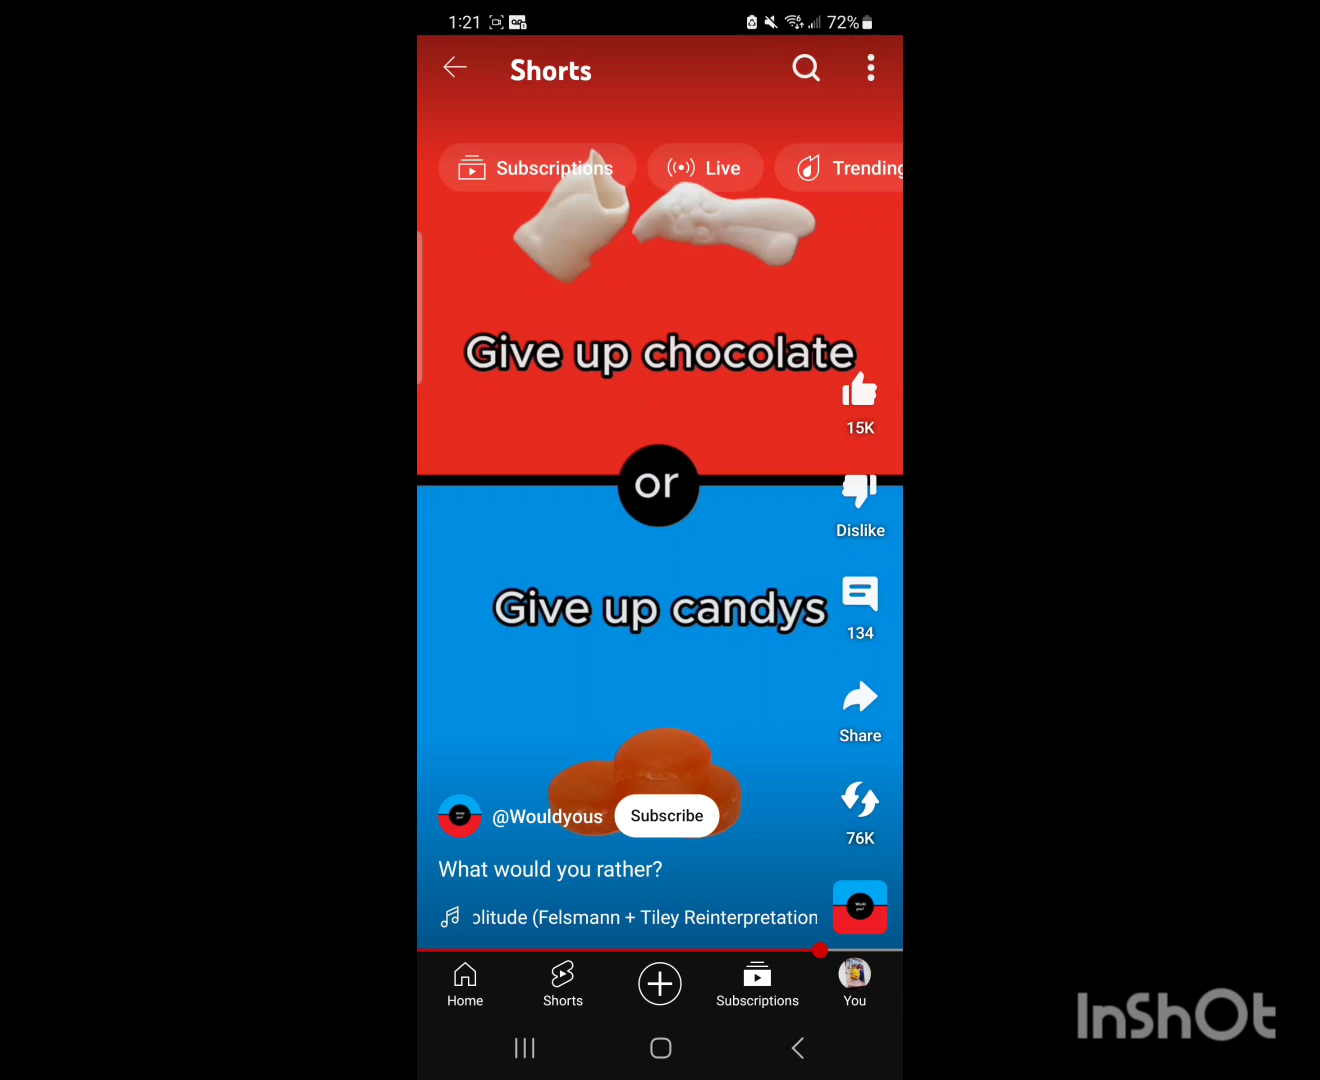 1:21
72%
Shorts
Subscriptions
Live
Trending
Give up chocolate
15K
or
Dislike
Give up candys
134
Share
@Wouldyous
Subscribe
76K
What would you rather?
olitude (Felsmann + Tiley Reinterpretation
Home
Shorts
Subscriptions
You
InShOt